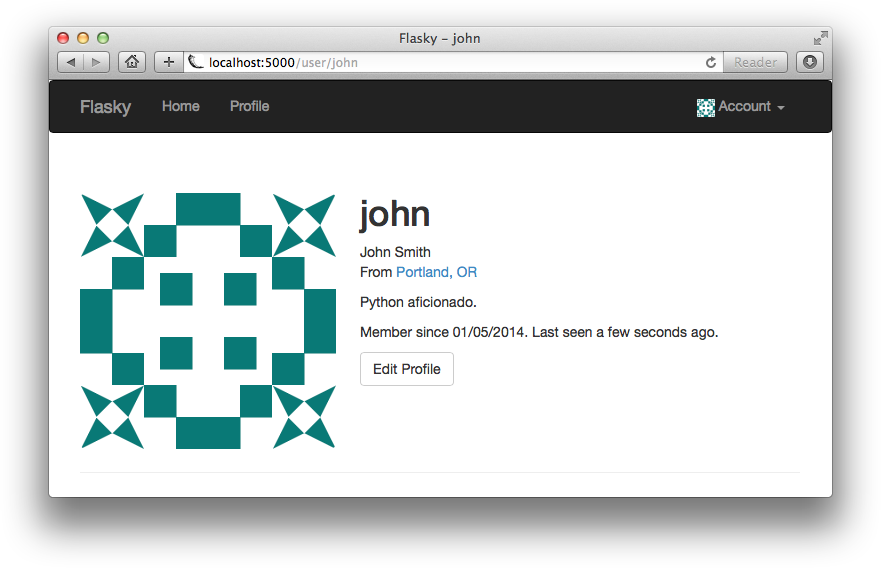 Flasky – john
localhost:5000/user/john
Reader
Flasky Home Profile Account
john
John Smith
From Portland, OR
Python aficionado.
Member since 01/05/2014. Last seen a few seconds ago.
Edit Profile